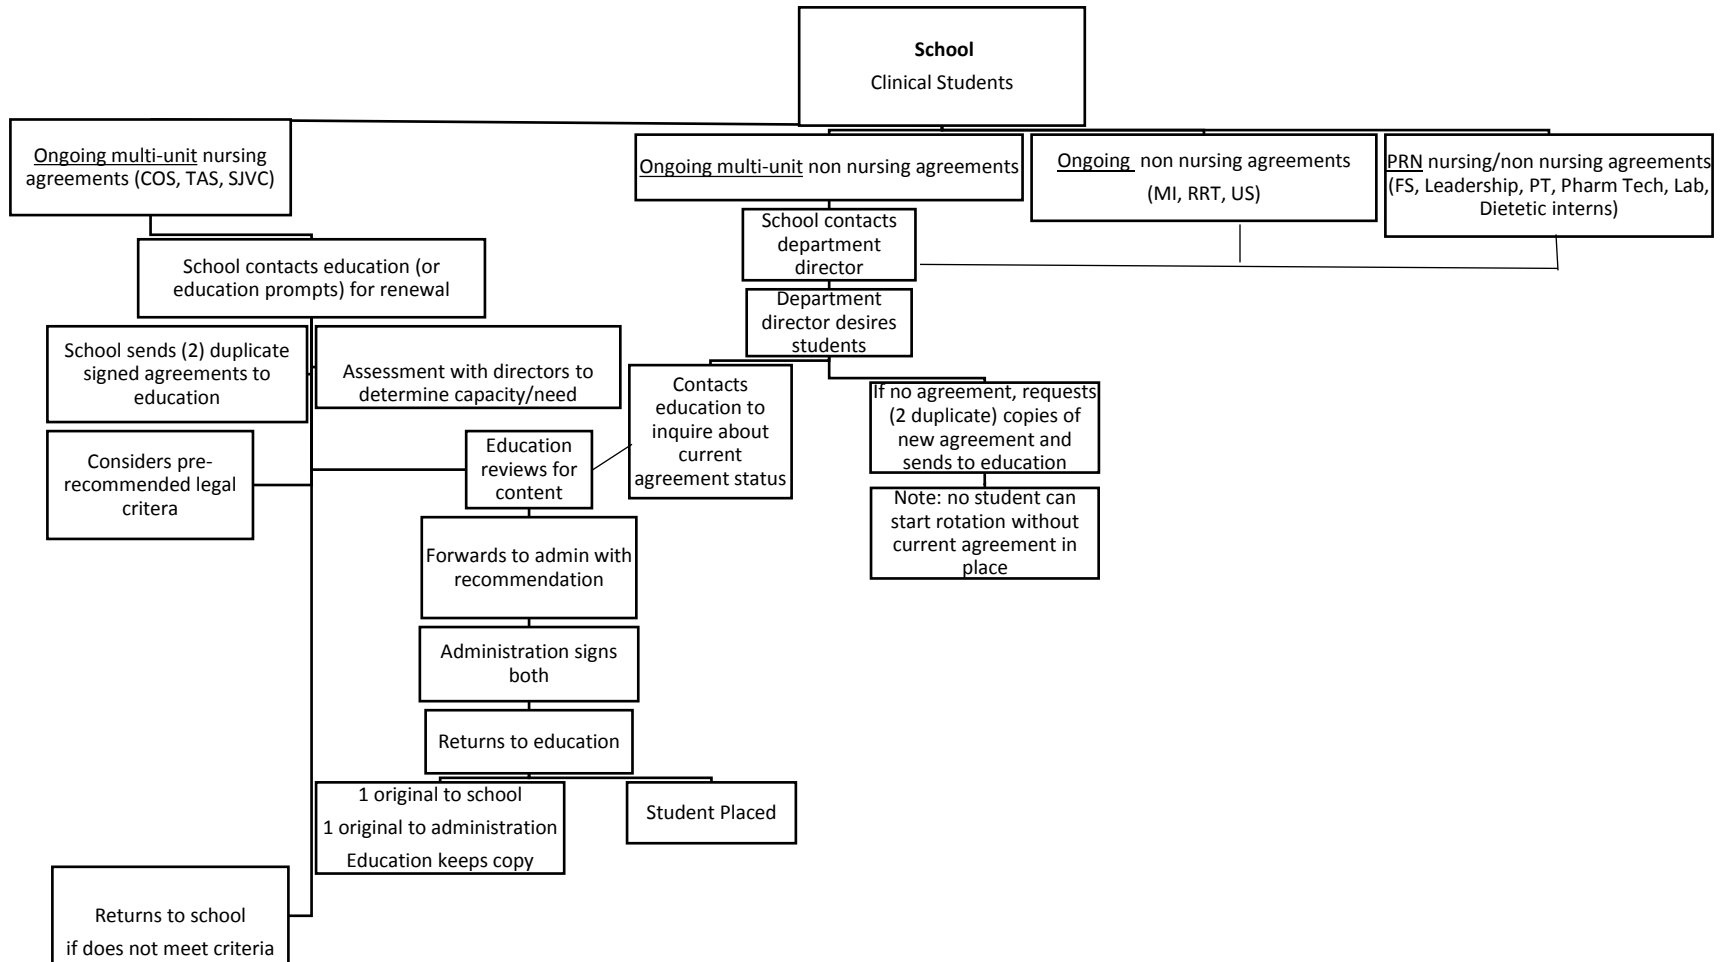 School
Clinical Students
Ongoing multi-unit nursing
agreements (COS, TAS, SJVC)
Ongoing multi-unit non nursing agreements
Ongoing non nursing agreements
(MI, RRT, US)
PRN nursing/non nursing agreements
(FS, Leadership, PT, Pharm Tech, Lab,
Dietetic interns)
School contacts
department
director
School contacts education (or
education prompts) for renewal
Department
director desires
students
School sends (2) duplicate
signed agreements to
education
Assessment with directors to
determine capacity/need
Contacts
education to
inquire about
current
agreement status
If no agreement, requests
(2 duplicate) copies of
new agreement and
sends to education
Considers pre-
recommended legal
critera
Education
reviews for
content
Note: no student can
start rotation without
current agreement in
place
Forwards to admin with
recommendation
Administration signs
both
Returns to education
1 original to school
1 original to administration
Education keeps copy
Student Placed
Returns to school
if does not meet criteria